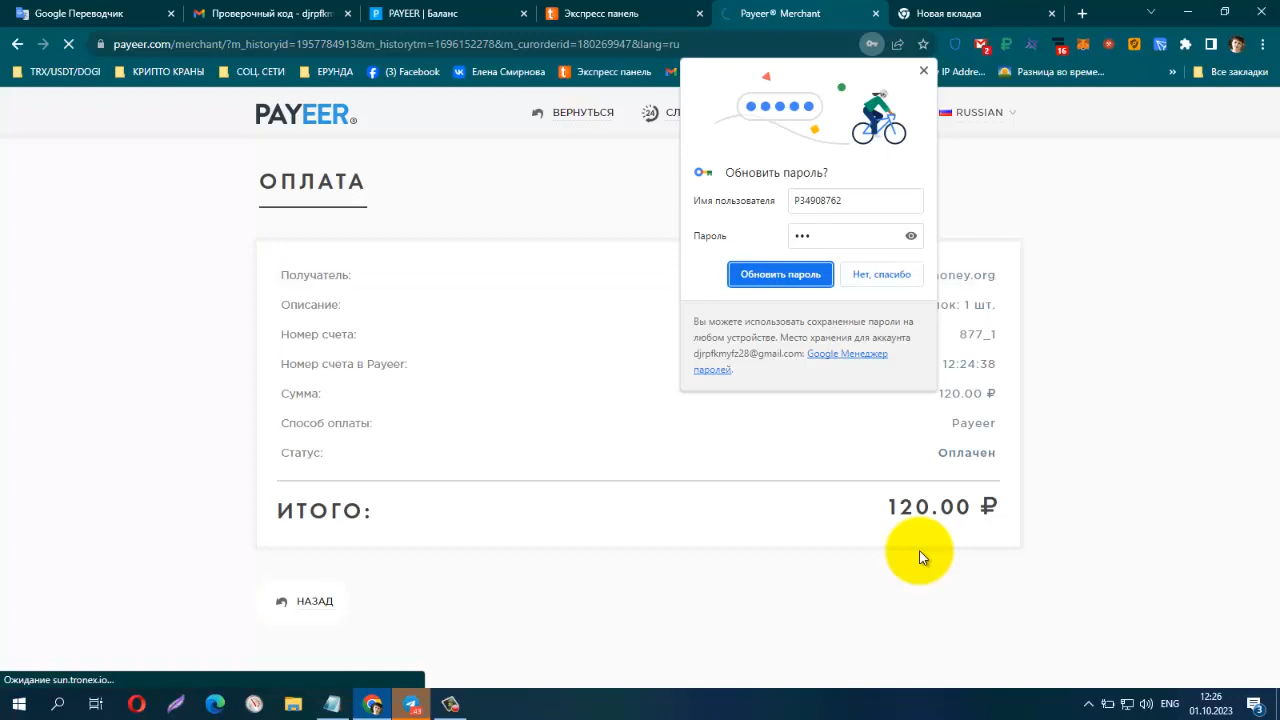 Google Переводчик
Проверочный код - djrpfkm
PAYEER | Баланс
Экспресс панель
Payeer® Merchant
Новая вкладка
payeer.com/merchant/?m_historyid=1957784913&m_historytm=1696152278&m_curorderid=180269947&lang=ru
2
16
TRX/USDT/DOGI
КРИПТО КРАНЫ
СОЦ. СЕТИ
ЕРУНДА
(3) Facebook
Елена Смирнова
Экспресс панель
IP Addre...
Разница во време...
»
Все закладки
PAYEER®
ВЕРНУТЬСЯ
24
RUSSIAN
Обновить пароль?
Имя пользователя
P34908762
Пароль
•••
Обновить пароль
Нет, спасибо
Вы можете использовать сохраненные пароли на
любом устройстве. Место хранения для аккаунта
djrpfkmyfz28@gmail.com: Google Менеджер
паролей.
ОПЛАТА
Получатель:
oney.org
Описание:
ок: 1 шт.
Номер счета:
877_1
Номер счета в Payeer:
12:24:38
Сумма:
120.00 ₽
Способ оплаты:
Payeer
Статус:
Оплачен
ИТОГО:
120.00 ₽
НАЗАД
Ожидание sun.tronex.io...
43
ENG
12:26
01.10.2023
3